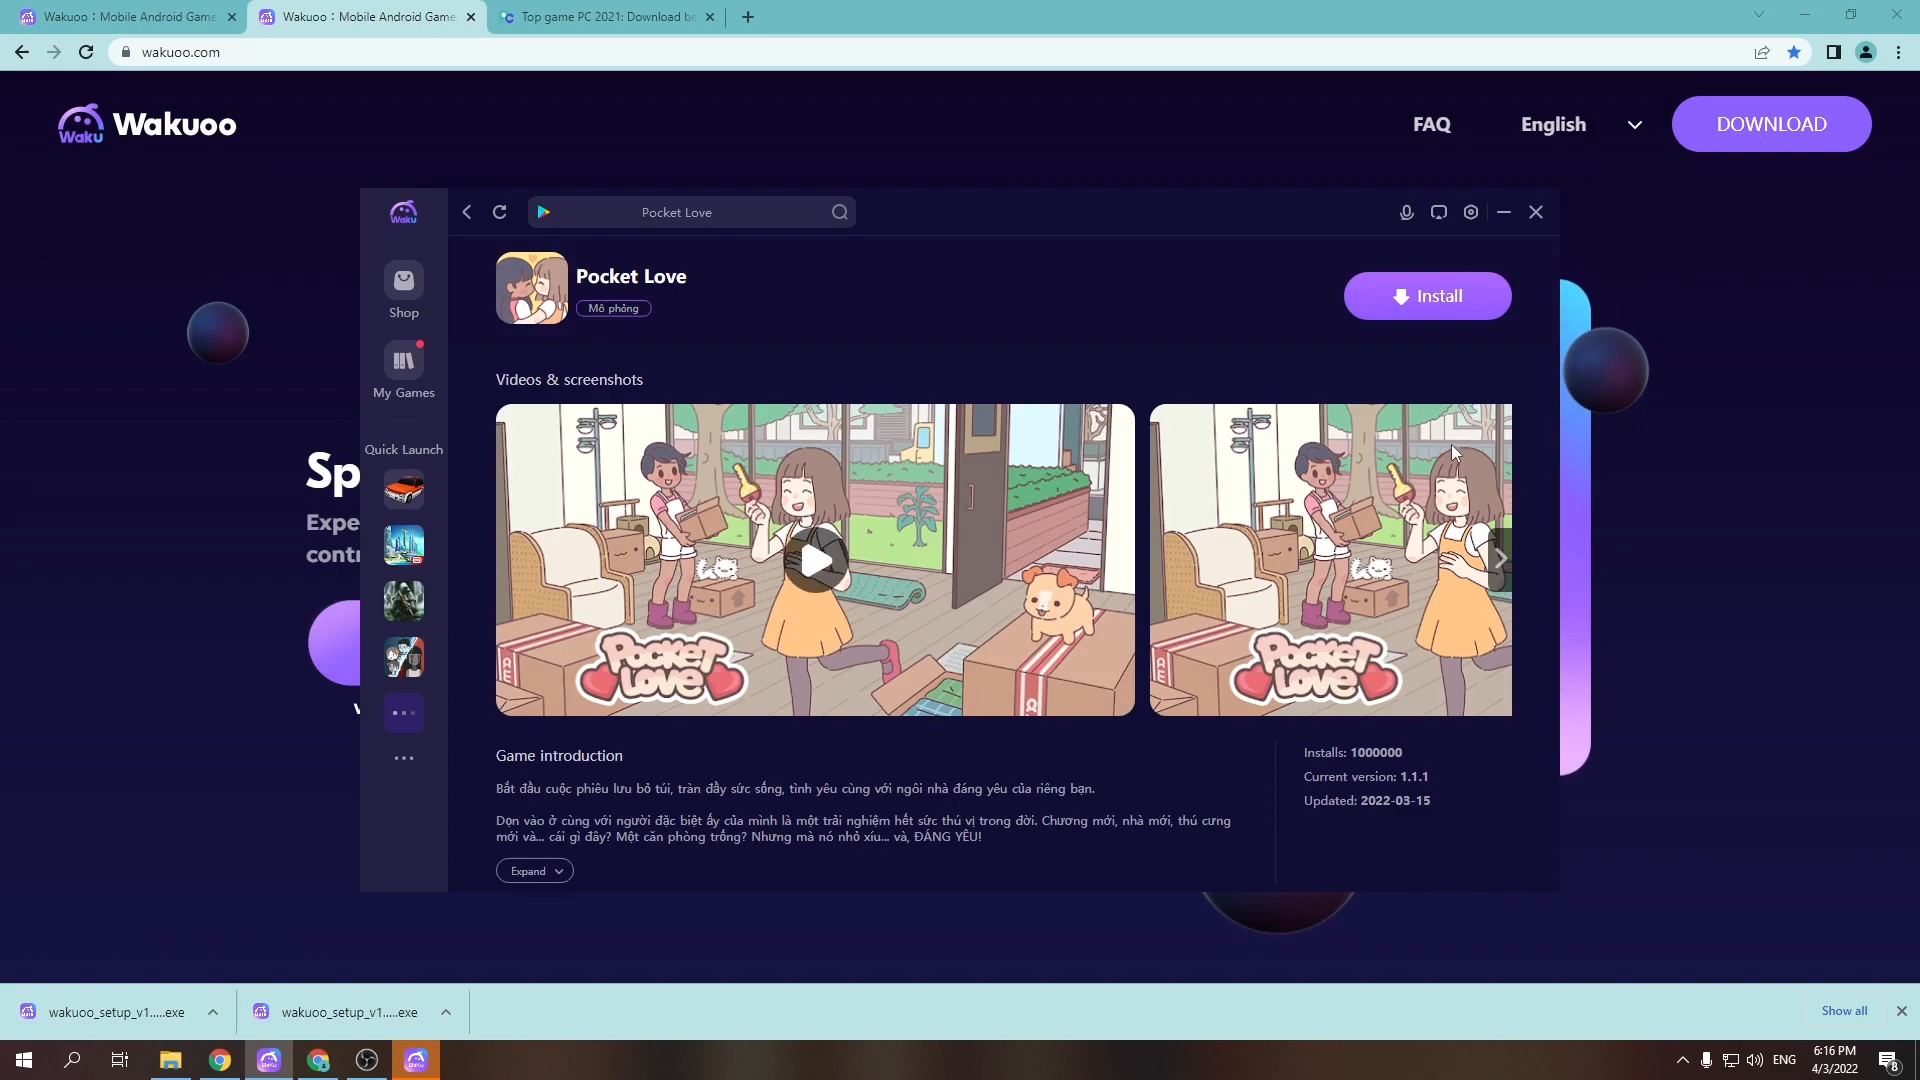 Wakuoo : Mobile Android Game
Wakuoo : Mobile Android Game
Top game PC 2021: Download be
wakuoo.com
Waku
Wakuoo
FAQ
English
DOWNLOAD
Waku
Pocket Love
Shop
My Games
Quick Launch
Pocket Love
Mô phỏng
Install
Videos & screenshots
POCKET
LOVE
POCKET
LOVE
Sp
Expe
contr
Game introduction
Bắt đầu cuộc phiêu lưu bỏ túi, tràn đầy sức sống, tình yêu cùng với ngôi nhà đáng yêu của riêng bạn.
Dọn vào ở cùng với người đặc biệt ấy của mình là một trải nghiệm hết sức thú vị trong đời. Chương mới, nhà mới, thú cưng
mới và... cái gì đây? Một căn phòng trống? Nhưng mà nó nhỏ xíu... và, ĐÁNG YÊU!
Expand
Installs: 1000000
Current version: 1.1.1
Updated: 2022-03-15
wakuoo_setup_v1.....exe
wakuoo_setup_v1.....exe
Show all
ENG
6:16 PM
4/3/2022
8